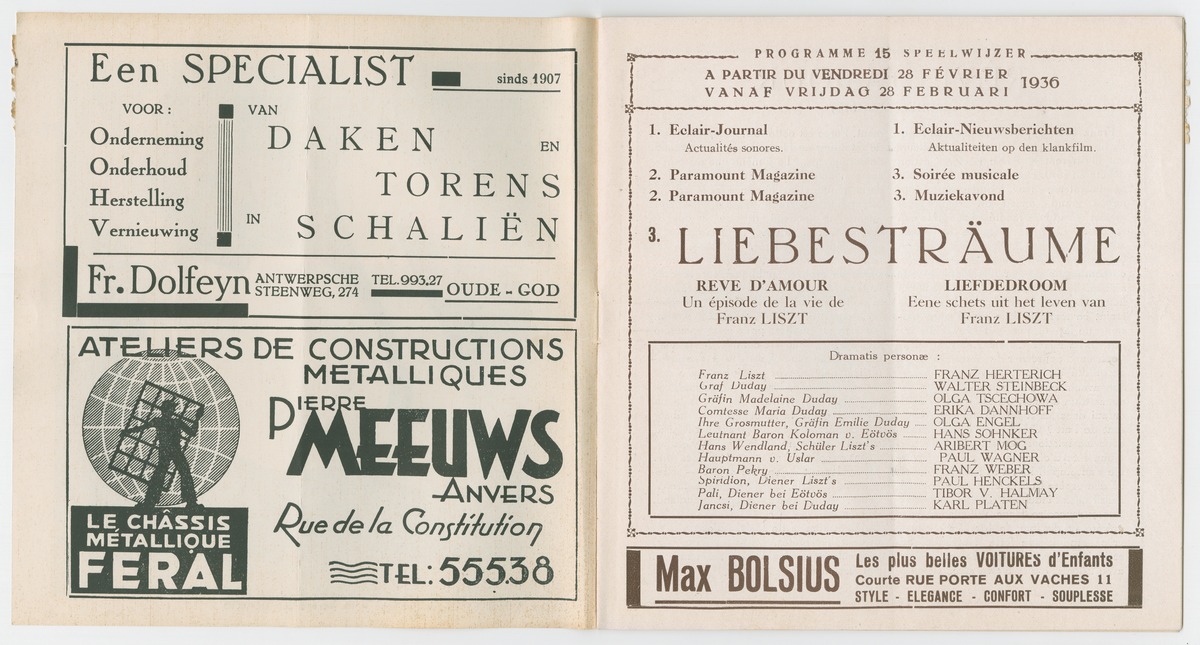 Een SPECIALIST sinds 1907
VOOR : VAN
Onderneming DAKEN EN
Onderhoud TORENS
Herstelling
Vernieuwing IN SCHALIËN
Fr. Dolfeyn ANTWERPSCHE STEENWEG, 274 TEL. 993,27 OUDE-GOD
ATELIERS DE CONSTRUCTIONS
METALLIQUES
PIERRE MEEUWS
ANVERS
Rue de la Constitution
TEL: 55538
LE CHÂSSIS
MÉTALLIQUE
FERAL
PROGRAMME 15 SPEELWIJZER
A PARTIR DU VENDREDI 28 FÉVRIER 1936
VANAF VRIJDAG 28 FEBRUARI
1. Eclair-Journal
Actualités sonores.
2. Paramount Magazine
2. Paramount Magazine
1. Eclair-Nieuwsberichten
Aktualiteiten op den klankfilm.
3. Soirée musicale
3. Muziekavond
3. LIEBESTRÄUME
REVE D'AMOUR
Un épisode de la vie de
Franz LISZT
LIEFDEDROOM
Eene schets uit het leven van
Franz LISZT
Dramatis personæ :
Franz Liszt ........ FRANZ HERTERICH
Graf Duday ........ WALTER STEINBECK
Gräfin Madelaine Duday ........ OLGA TSCECHOWA
Comtesse Maria Duday ........ ERIKA DANNHOFF
Ihre Grosmutter, Gräfin Emilie Duday ........ OLGA ENGEL
Leutnant Baron Koloman v. Eötvös ........ HANS SOHNKER
Hans Wendland, Schüler Liszt's ........ ARIBERT MOG
Hauptmann v. Uslar ........ PAUL WAGNER
Baron Pekry ........ FRANZ WEBER
Spiridion, Diener Liszt's ........ PAUL HENCKELS
Pali, Diener bei Eötvös ........ TIBOR V. HALMAY
Jancsi, Diener bei Duday ........ KARL PLATEN
Max BOLSIUS
Les plus belles VOITURES d'Enfants
Courte RUE PORTE AUX VACHES 11
STYLE - ELEGANCE - CONFORT - SOUPLESSE